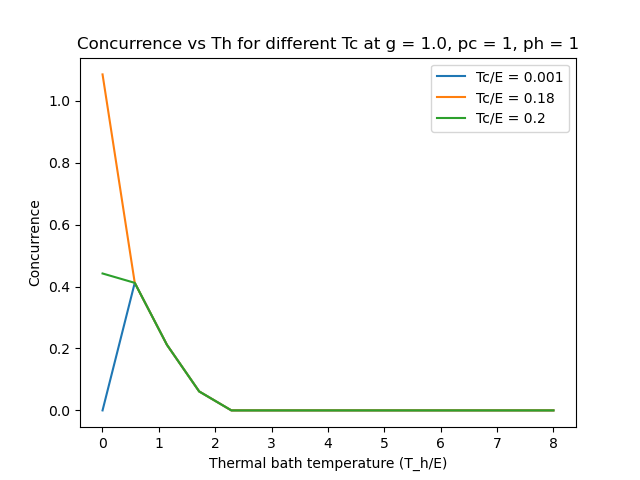 Concurrence vs Th for different Tc at g = 1.0, pc = 1, ph = 1
Tc/E = 0.001
Tc/E = 0.18
Tc/E = 0.2
1.0
0.8
0.6
0.4
0.2
0.0
Concurrence
0 1 2 3 4 5 6 7 8
Thermal bath temperature (T_h/E)